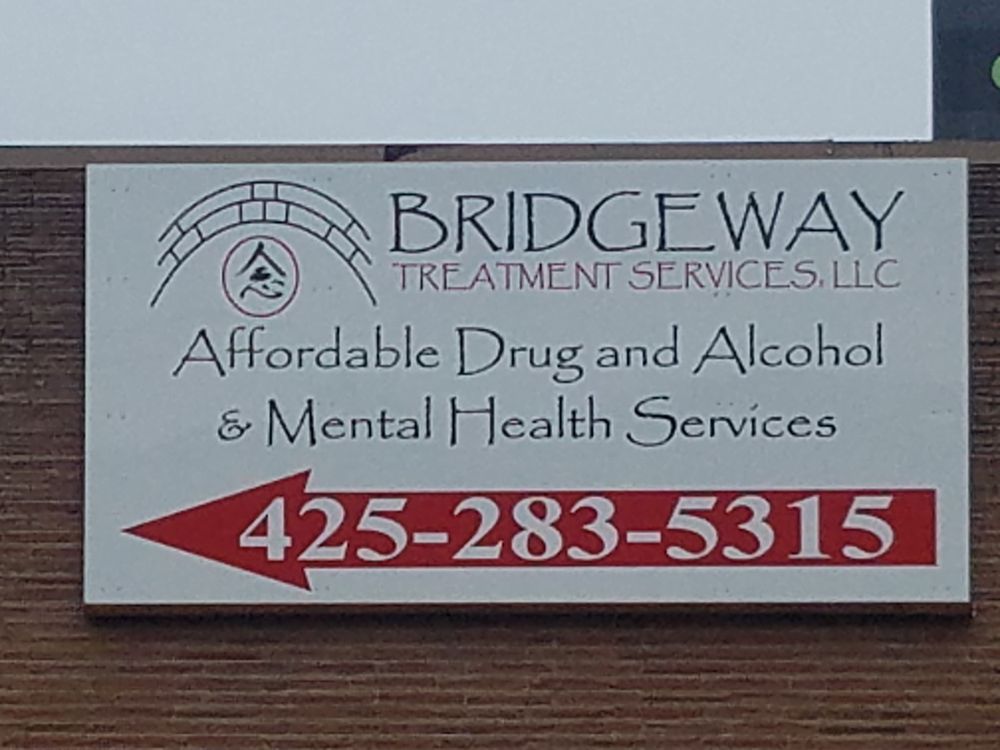 BRIDGEWAY
TREATMENT SERVICES, LLC
Affordable Drug and Alcohol
& Mental Health Services
425-283-5315